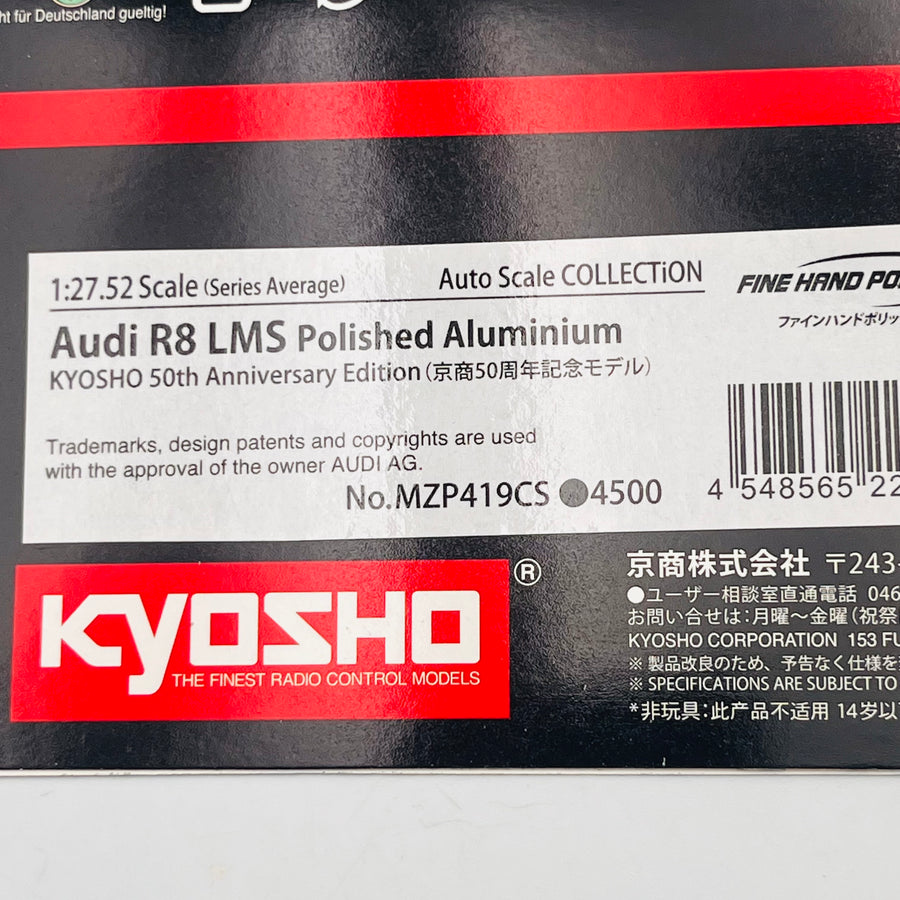 ht für Deutschland gueltig!
1:27.52 Scale (Series Average)
Auto Scale COLLECTiON
FINE HAND PO
ファインハンドポリッ
Audi R8 LMS Polished Aluminium
KYOSHO 50th Anniversary Edition (京商50周年記念モデル)
Trademarks, design patents and copyrights are used
with the approval of the owner AUDI AG.
No.MZP419CS ●4500
4 548565 22
KYOSHO ®
THE FINEST RADIO CONTROL MODELS
京商株式会社 〒243-
●ユーザー相談室直通電話 046
お問い合せは:月曜〜金曜(祝祭
KYOSHO CORPORATION 153 FU
※ 製品改良のため、予告なく仕様を
※ SPECIFICATIONS ARE SUBJECT TO
*非玩具:此产品不适用 14岁以